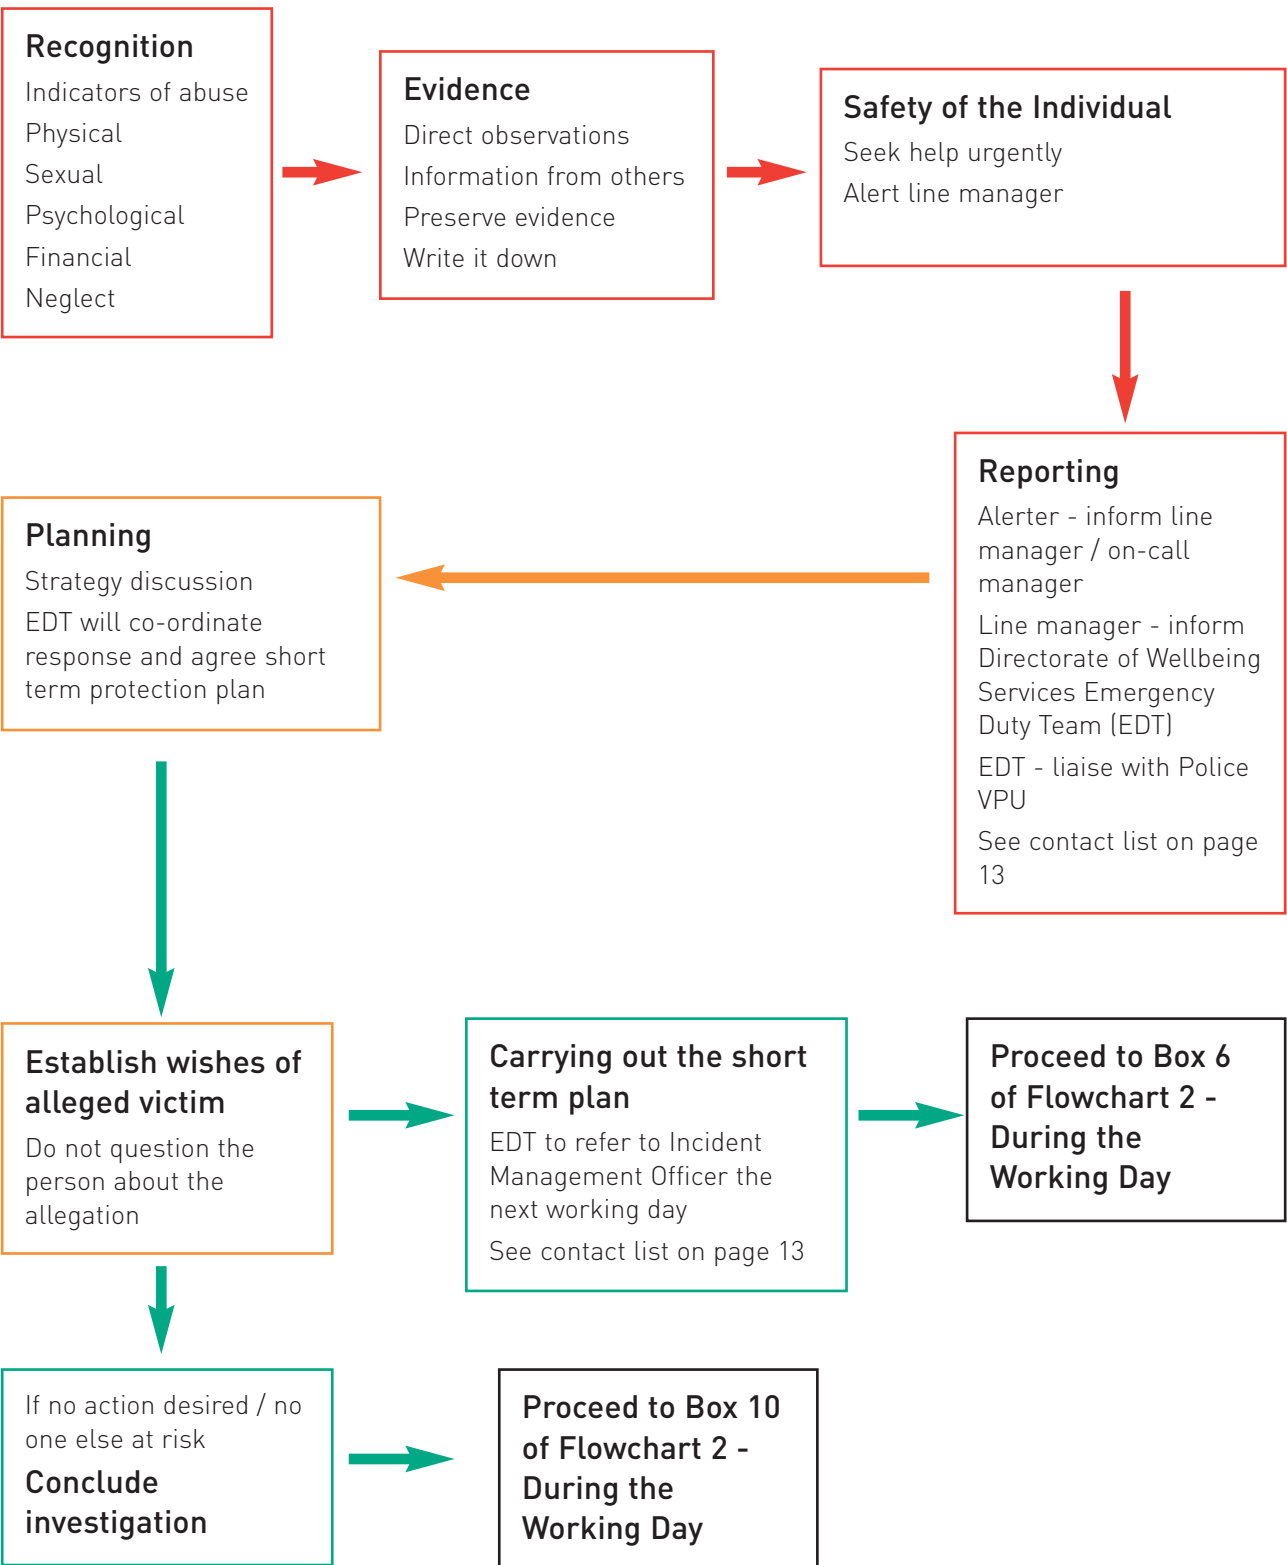 Recognition
Indicators of abuse
Physical
Sexual
Psychological
Financial
Neglect
Evidence
Direct observations
Information from others
Preserve evidence
Write it down
Safety of the Individual
Seek help urgently
Alert line manager
Reporting
Alerter - inform line
manager / on-call
manager
Line manager - inform
Directorate of Wellbeing
Services Emergency
Duty Team (EDT)
EDT - liaise with Police
VPU
See contact list on page
13
Planning
Strategy discussion
EDT will co-ordinate
response and agree short
term protection plan
Establish wishes of
alleged victim
Do not question the
person about the
allegation
Carrying out the short
term plan
EDT to refer to Incident
Management Officer the
next working day
See contact list on page 13
Proceed to Box 6
of Flowchart 2 -
During the
Working Day
If no action desired / no
one else at risk
Conclude
investigation
Proceed to Box 10
of Flowchart 2 -
During the
Working Day